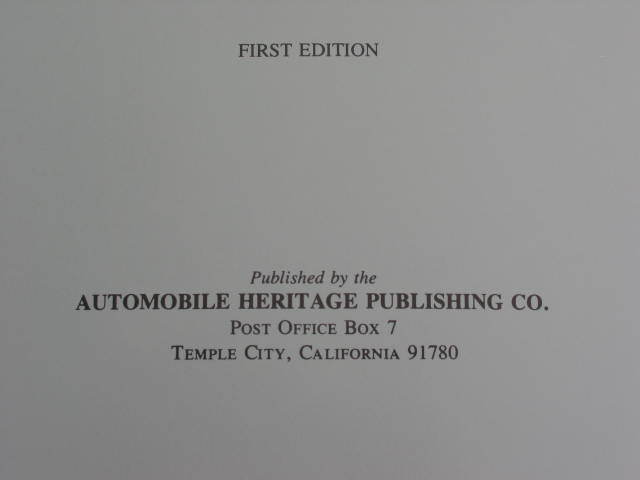 FIRST EDITION
Published by the
AUTOMOBILE HERITAGE PUBLISHING CO.
POST OFFICE BOX 7
TEMPLE CITY, CALIFORNIA 91780